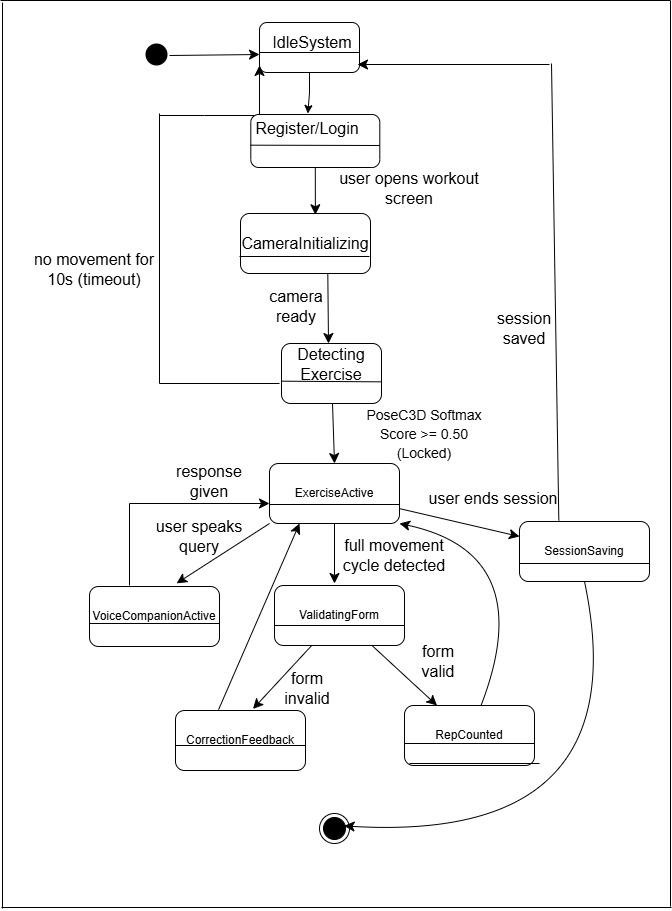 IdleSystem
Register/Login
user opens workout
screen
CameraInitializing
no movement for
10s (timeout)
camera
ready
session
saved
Detecting
Exercise
PoseC3D Softmax
Score >= 0.50
(Locked)
response
given
ExerciseActive
user ends session
user speaks
query
full movement
cycle detected
SessionSaving
VoiceCompanionActive
ValidatingForm
form
valid
form
invalid
CorrectionFeedback
RepCounted